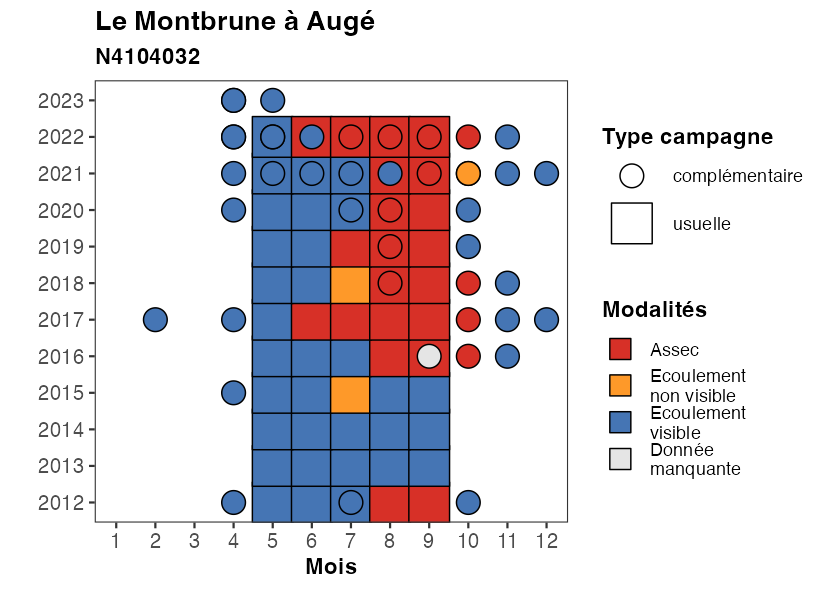 Le Montbrune à Augé
N4104032
2023
2022
2021
2020
2019
2018
2017
2016
2015
2014
2013
2012
1 2 3 4 5 6 7 8 9 10 11 12
Mois
Type campagne
complémentaire
usuelle
Modalités
Assec
Ecoulement
non visible
Ecoulement
visible
Donnée
manquante